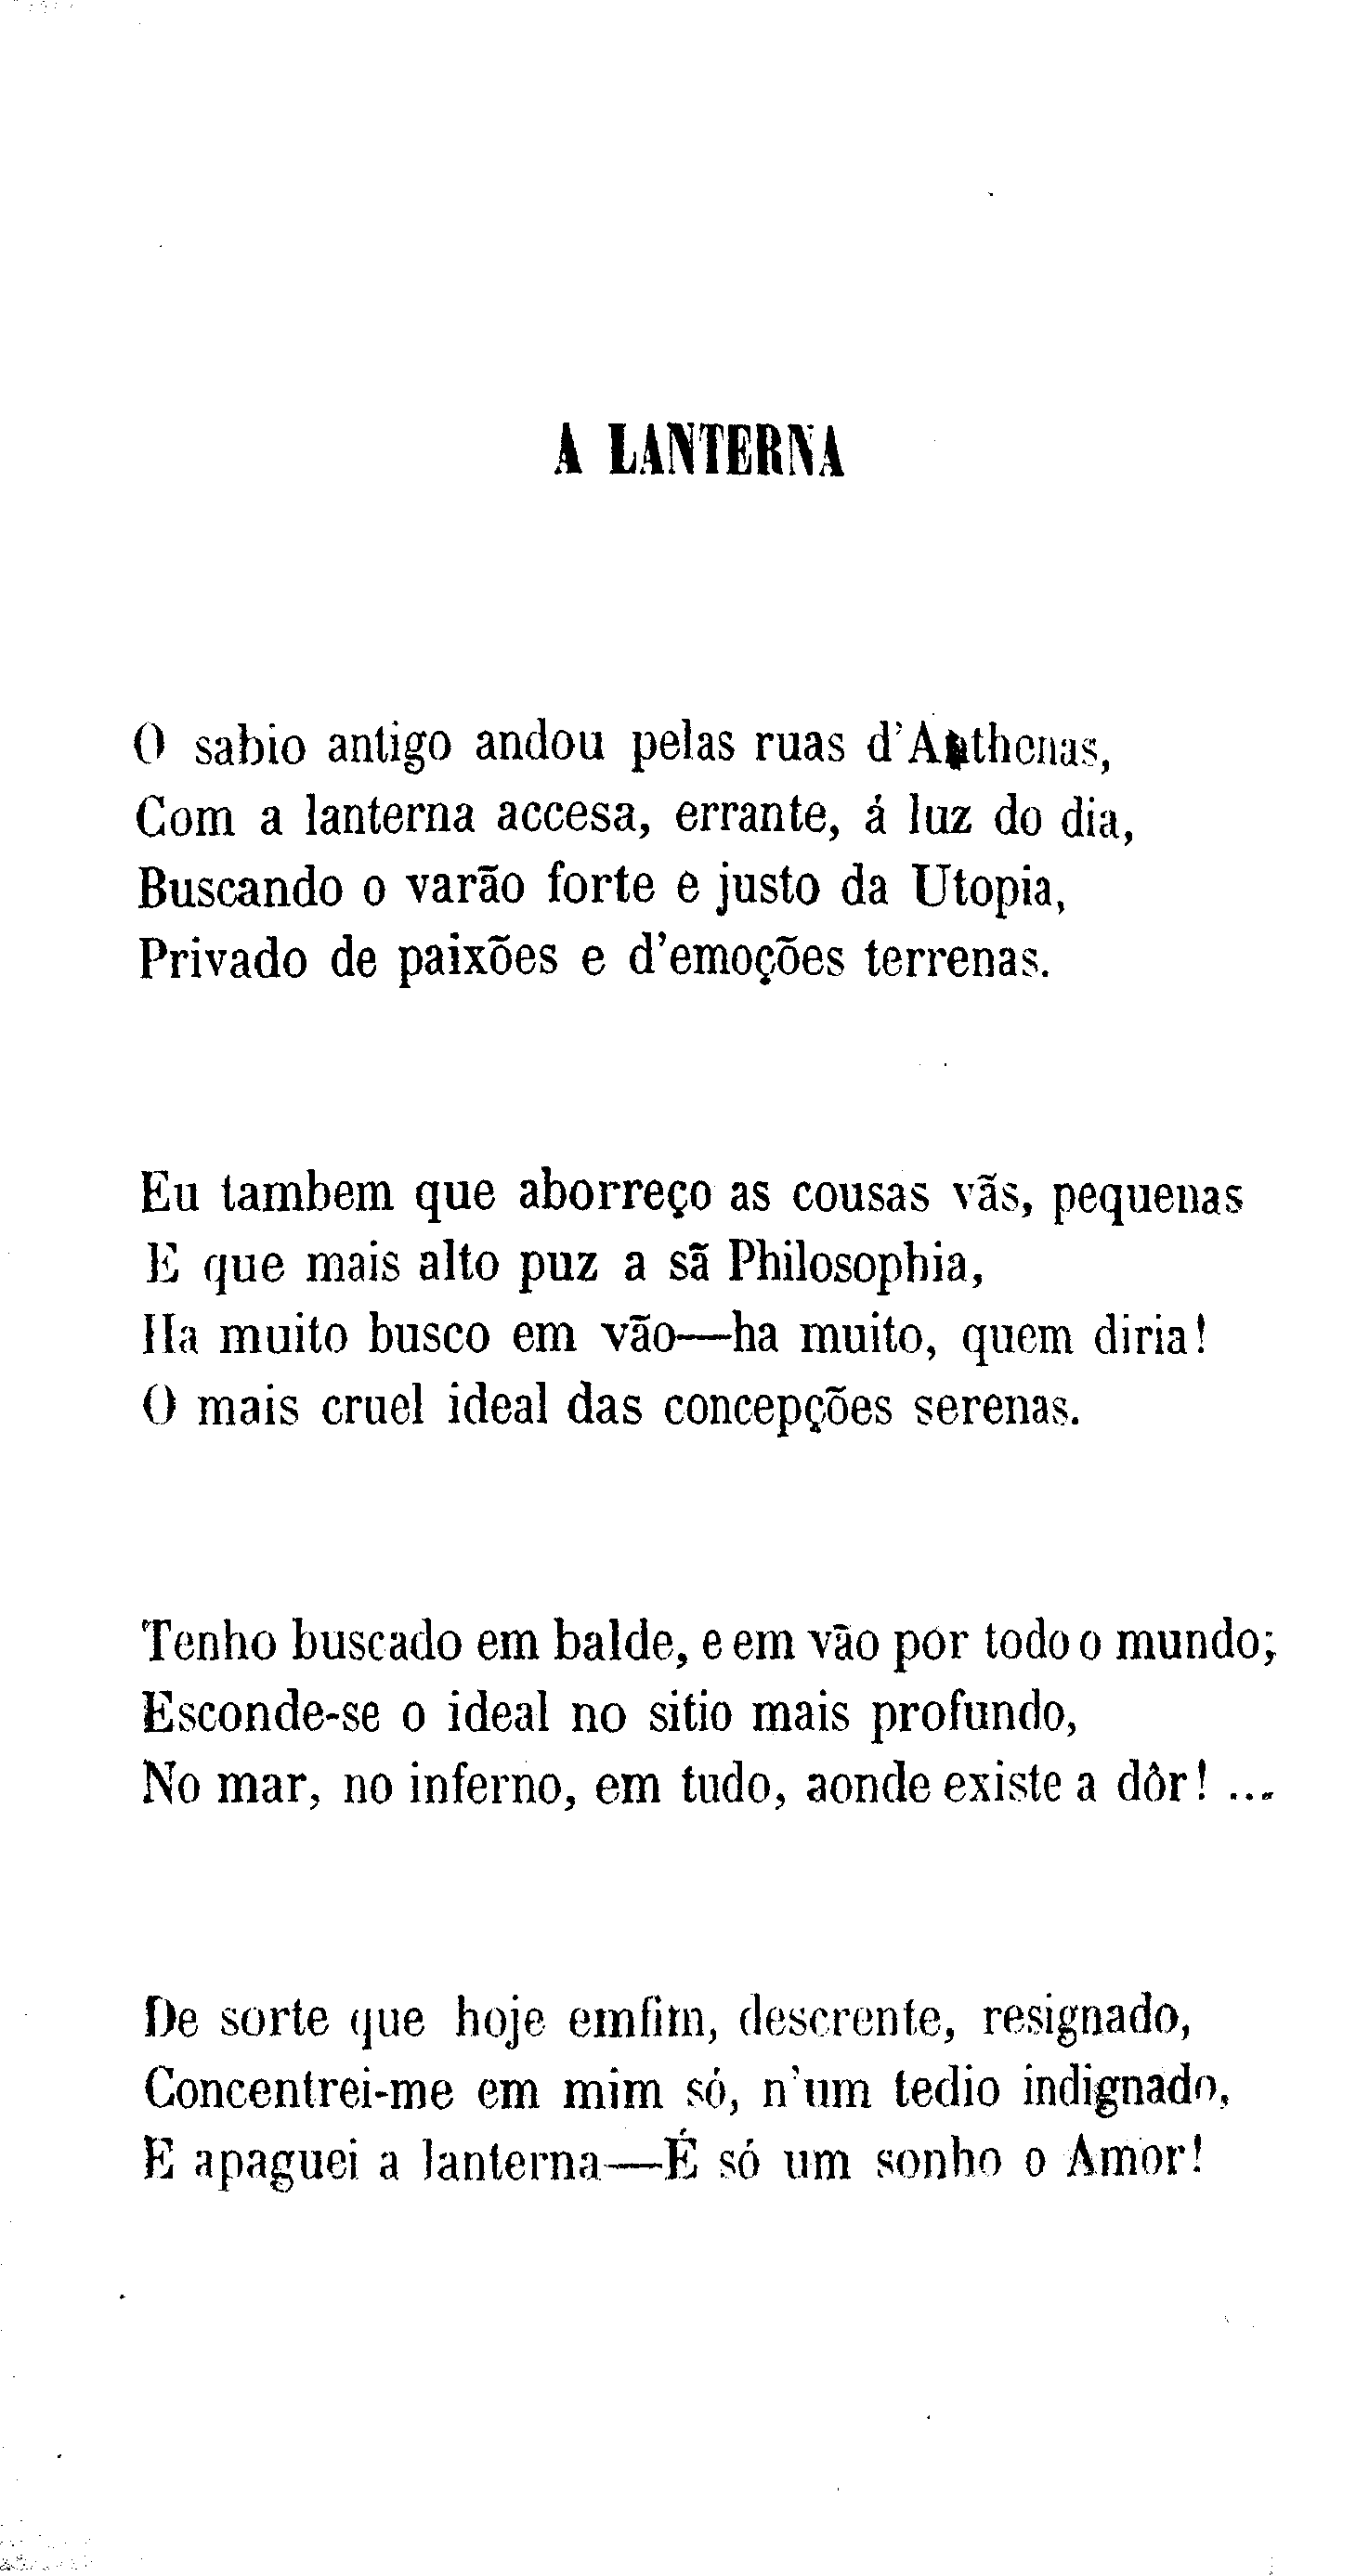 A LANTERNA
O sabio antigo andou pelas ruas d'Anthenas,
Com a lanterna accesa, errante, á luz do dia,
Buscando o varão forte e justo da Utopia,
Privado de paixões e d'emoções terrenas.
Eu tambem que aborreço as cousas vãs, pequenas
E que mais alto puz a sã Philosophia,
Ha muito busco em vão—ha muito, quem diria!
O mais cruel ideal das concepções serenas.
Tenho buscado em balde, e em vão por todo o mundo;
Esconde-se o ideal no sitio mais profundo,
No mar, no inferno, em tudo, aonde existe a dôr! ...
De sorte que hoje emfim, descrente, resignado,
Concentrei-me em mim só, n'um tedio indignado,
E apaguei a lanterna—É só um sonho o Amor!